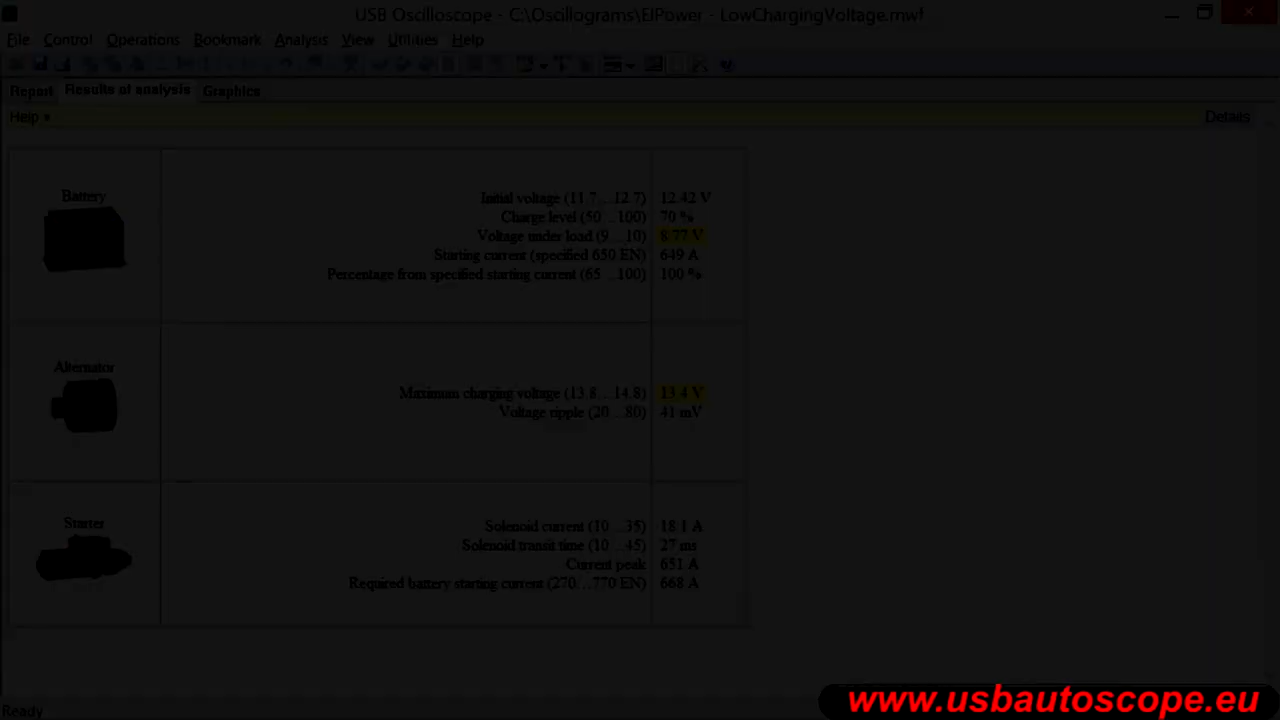 USB Oscilloscope - C:\Oscillograms\ElPower - LowChargingVoltage.mwf
File Control Operations Bookmark Analysis View Utilities Help
Report Results of analysis Graphics
Help Details
Battery
Initial voltage (11.7...12.7) 12.42 V
Charge level (50...100) 70 %
Voltage under load (9...10) 8.77 V
Starting current (specified 650 EN) 649 A
Percentage from specified starting current (65...100) 100 %
Alternator
Maximum charging voltage (13.8...14.8) 13.4 V
Voltage ripple (20...80) 41 mV
Starter
Solenoid current (10...35) 18.1 A
Solenoid transit time (10...45) 27 ms
Current peak 651 A
Required battery starting current (270...770 EN) 668 A
Ready
www.usbautoscope.eu